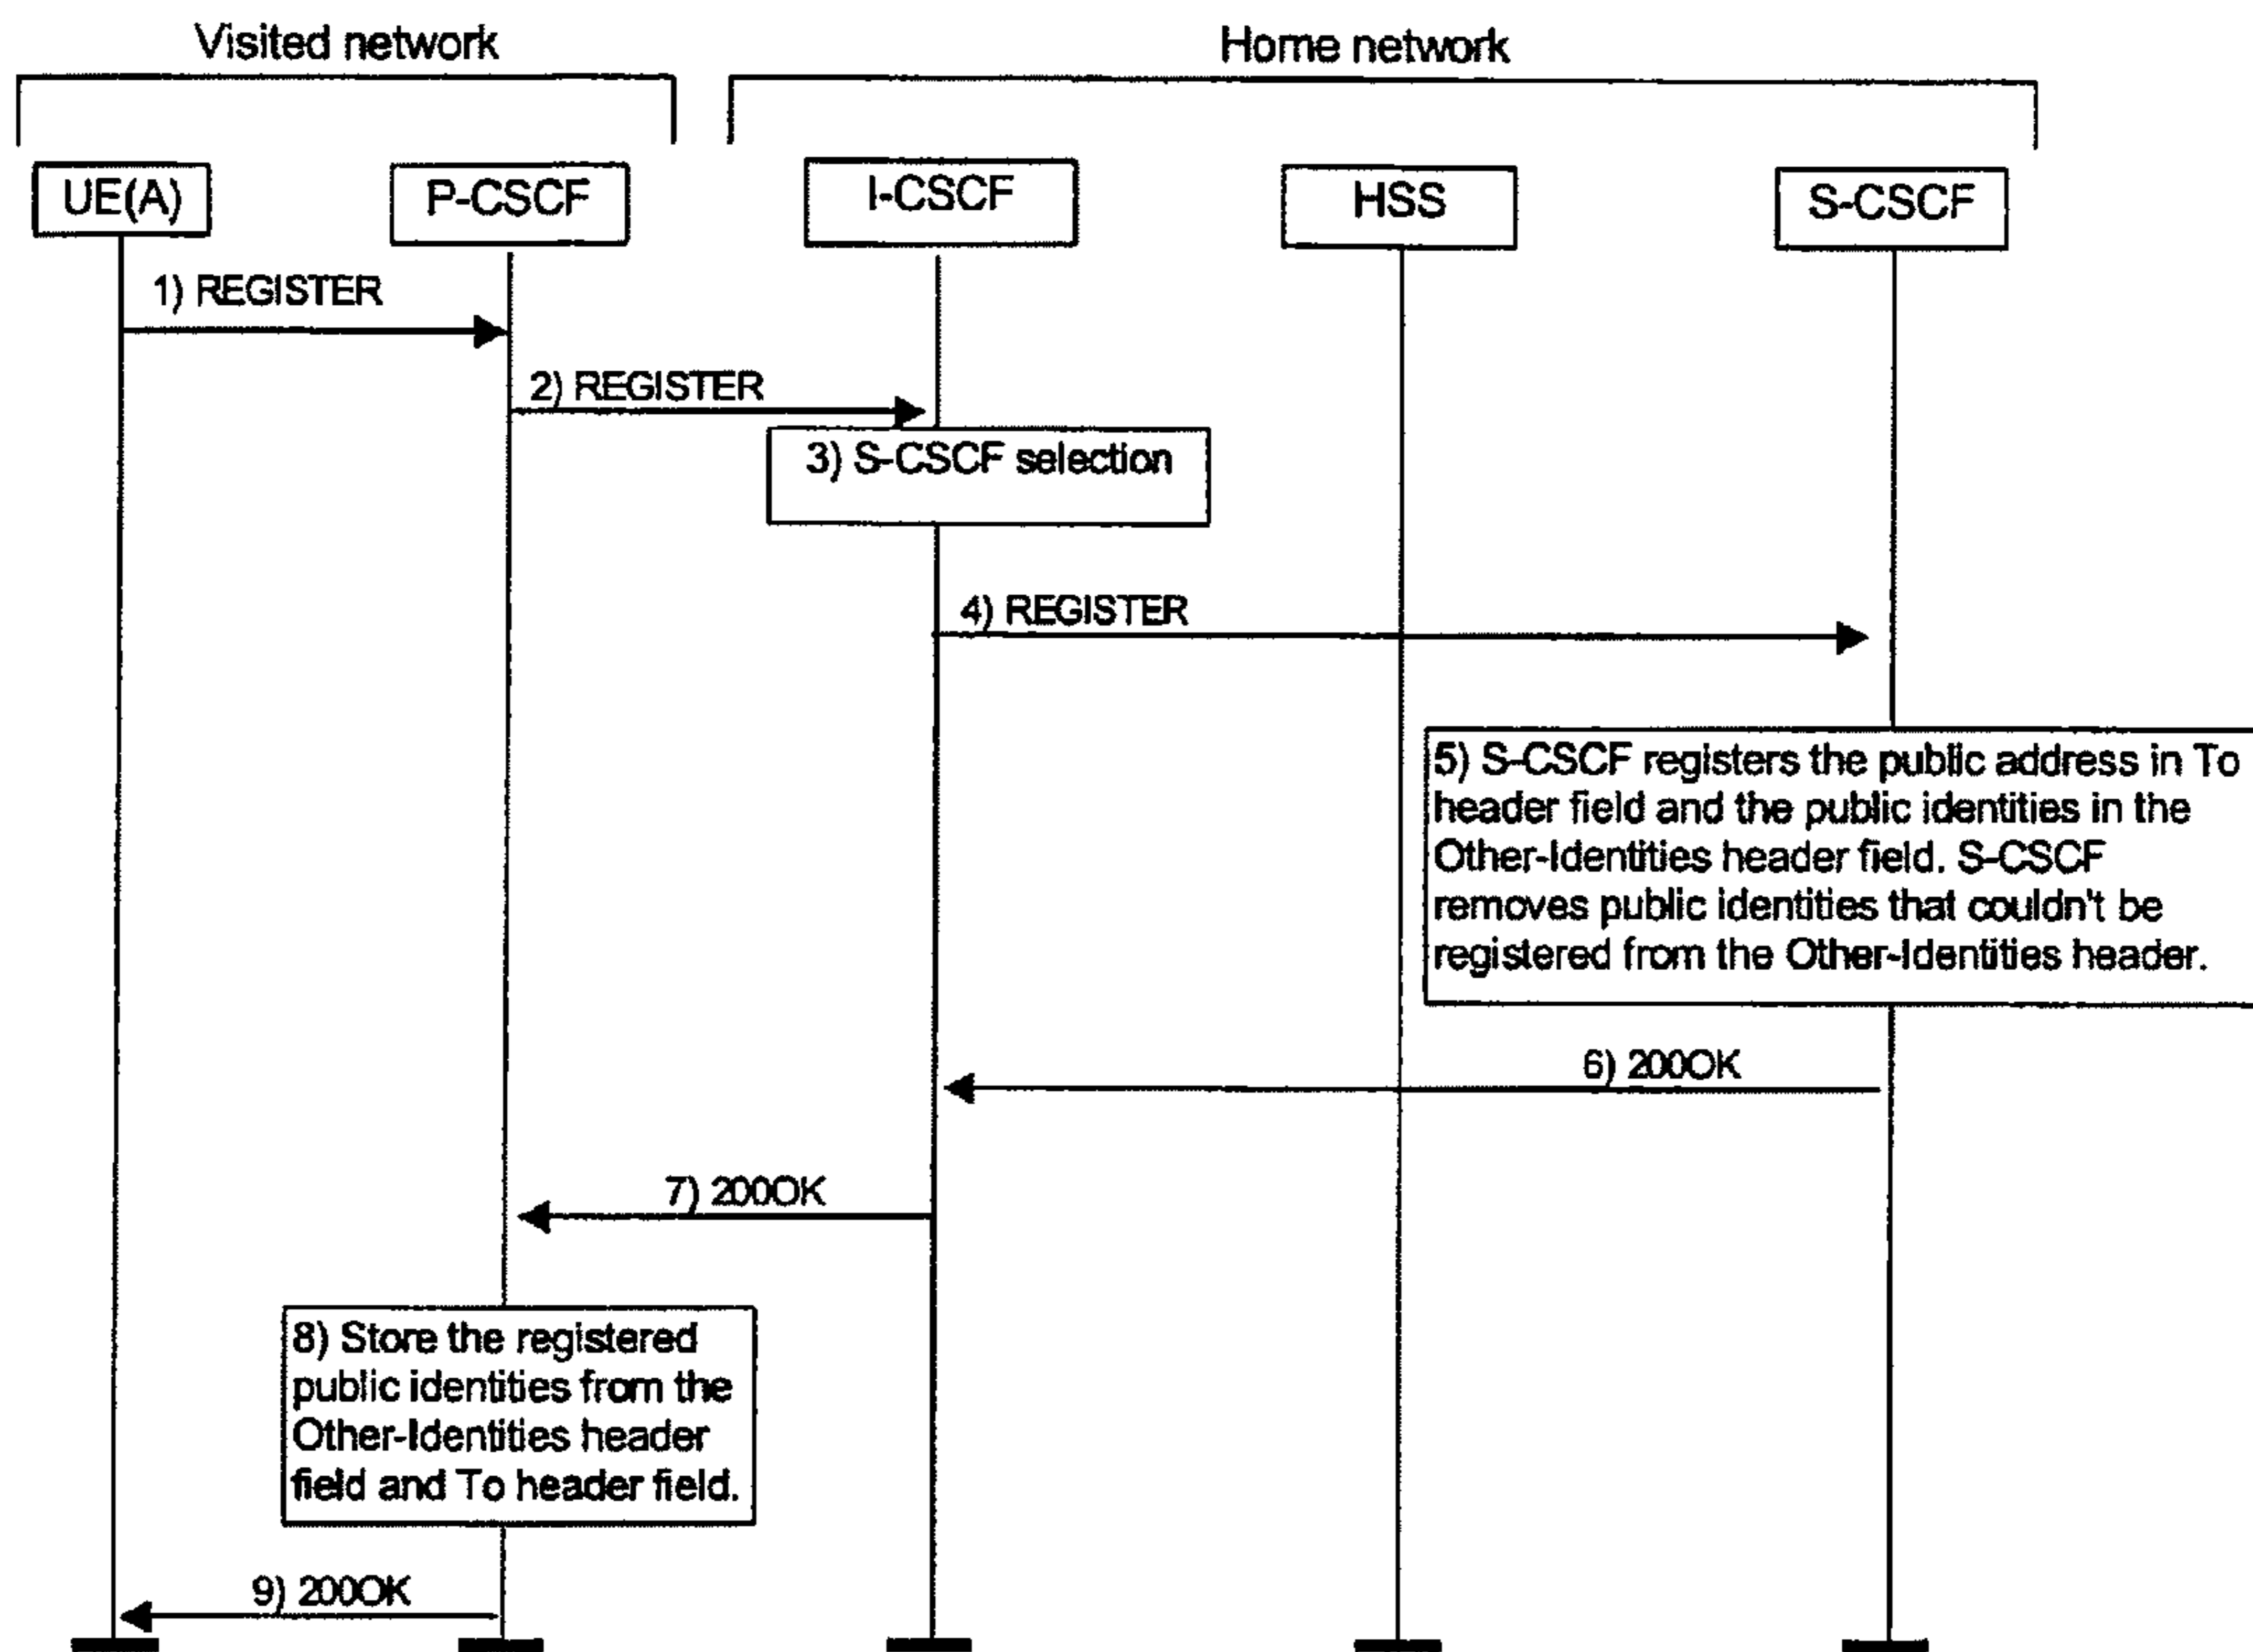 Visited network
Home network
UE(A)
P-CSCF
I-CSCF
HSS
S-CSCF
1) REGISTER
2) REGISTER
3) S-CSCF selection
4) REGISTER
5) S-CSCF registers the public address in To
header field and the public identities in the
Other-Identities header field. S-CSCF
removes public identities that couldn't be
registered from the Other-Identities header.
6) 200OK
7) 200OK
8) Store the registered
public identities from the
Other-Identities header
field and To header field.
9) 200OK